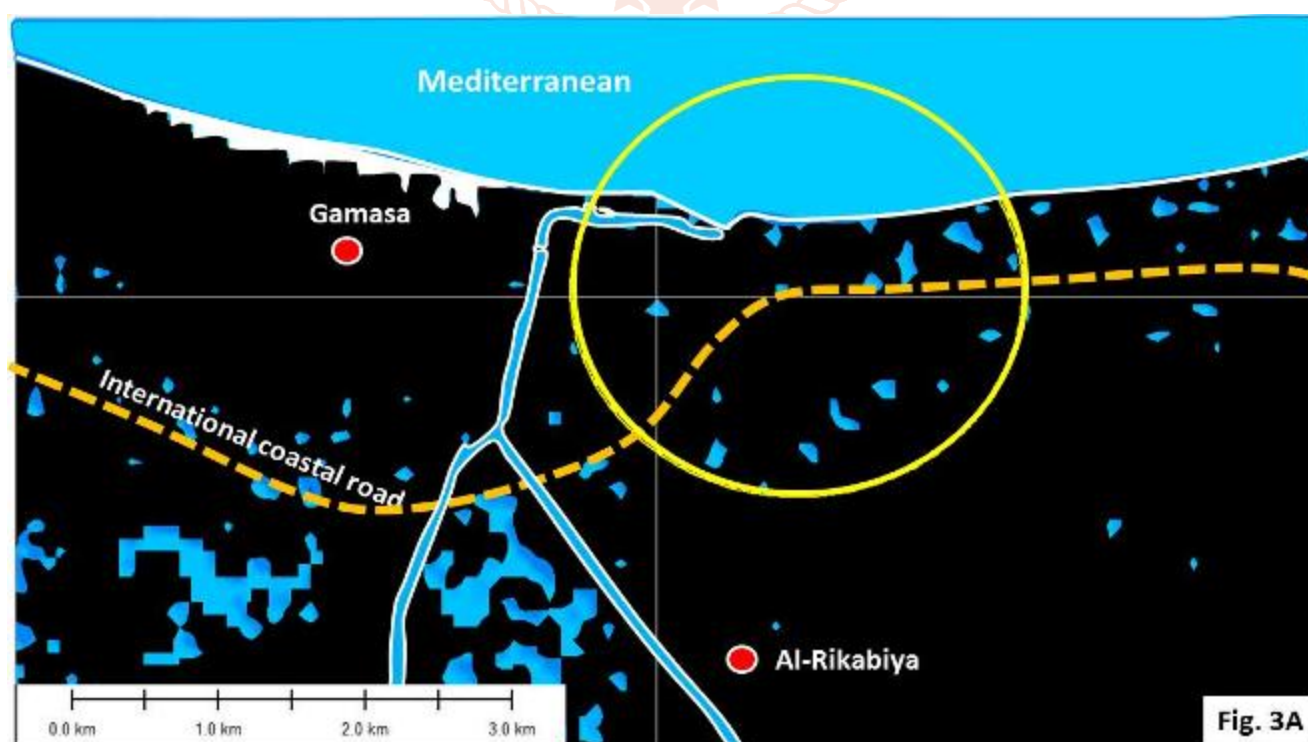 Mediterranean
Gamasa
International coastal road
Al-Rikabiya
0.0 km 1.0 km 2.0 km 3.0 km
Fig. 3A